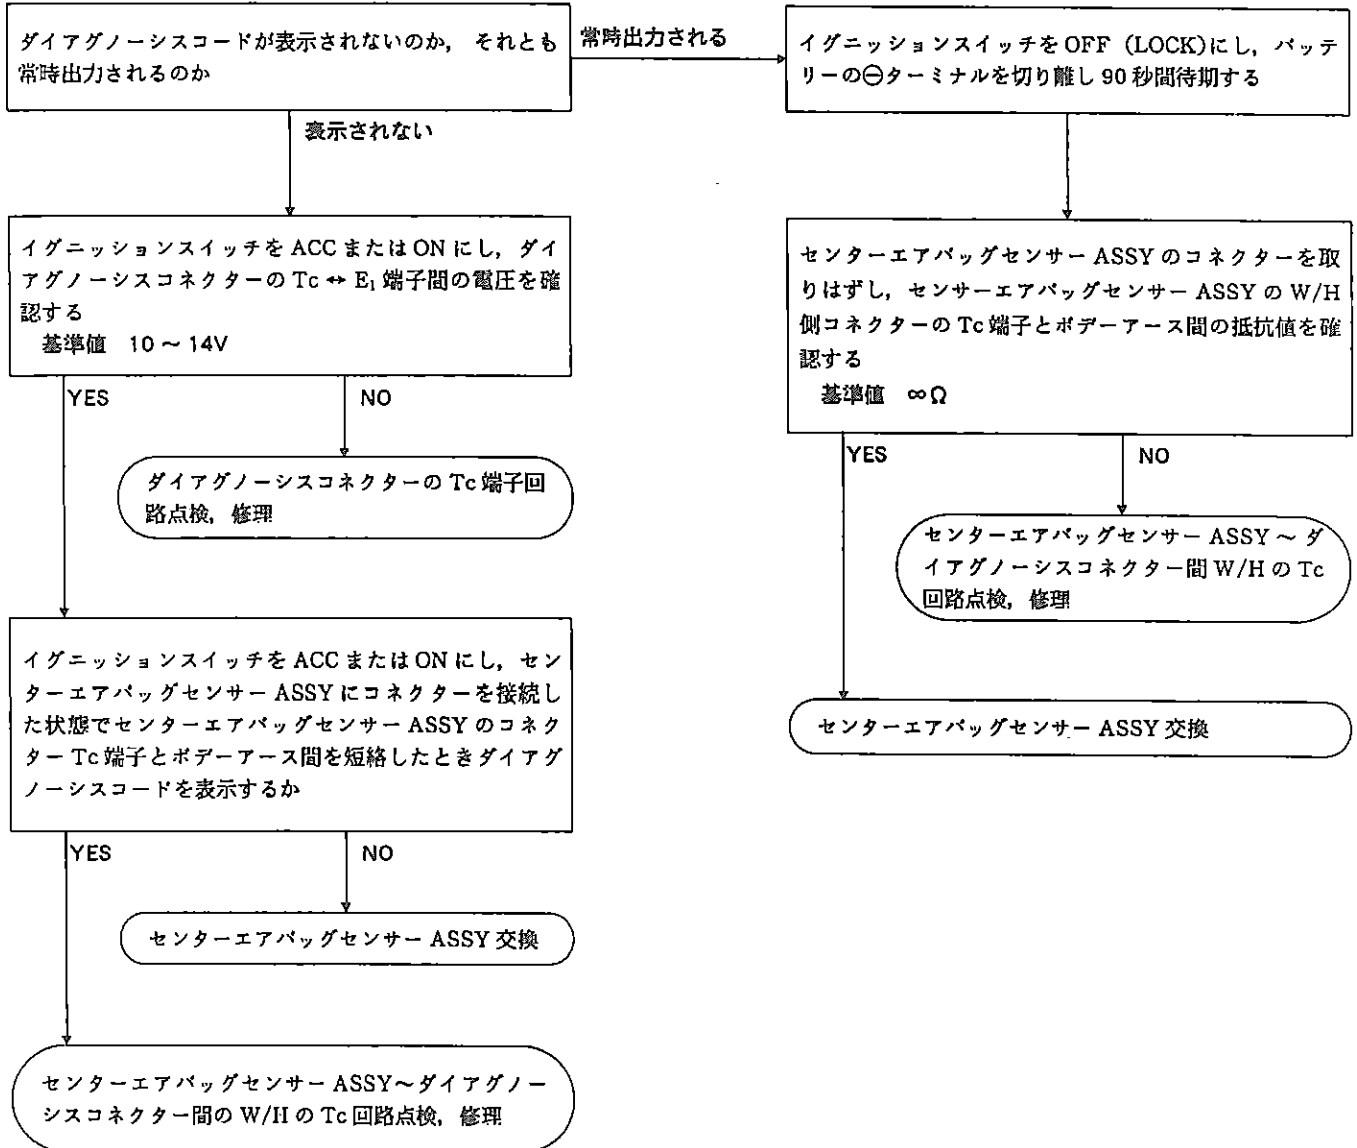 ダイアグノーシスコードが表示されないのか，それとも
常時出力されるのか
常時出力される
イグニッションスイッチをOFF (LOCK)にし，バッテ
リーの⊖ターミナルを切り離し90秒間待期する
表示されない
イグニッションスイッチをACCまたはONにし，ダイ
アグノーシスコネクターのTc ↔ E₁端子間の電圧を確
認する
基準値 10～14V
センターエアバッグセンサーASSYのコネクターを取
りはずし，センサーエアバッグセンサーASSYのW/H
側コネクターのTc端子とボデーアース間の抵抗値を確
認する
基準値 ∞Ω
YES
NO
YES
NO
ダイアグノーシスコネクターのTc端子回
路点検，修理
センターエアバッグセンサーASSY～ダ
イアグノーシスコネクター間W/HのTc
回路点検，修理
イグニッションスイッチをACCまたはONにし，セン
ターエアバッグセンサーASSYにコネクターを接続し
た状態でセンターエアバッグセンサーASSYのコネク
ターTc端子とボデーアース間を短絡したときダイアグ
ノーシスコードを表示するか
センターエアバッグセンサーASSY交換
YES
NO
センターエアバッグセンサーASSY交換
センターエアバッグセンサーASSY～ダイアグノー
シスコネクター間のW/HのTc回路点検，修理